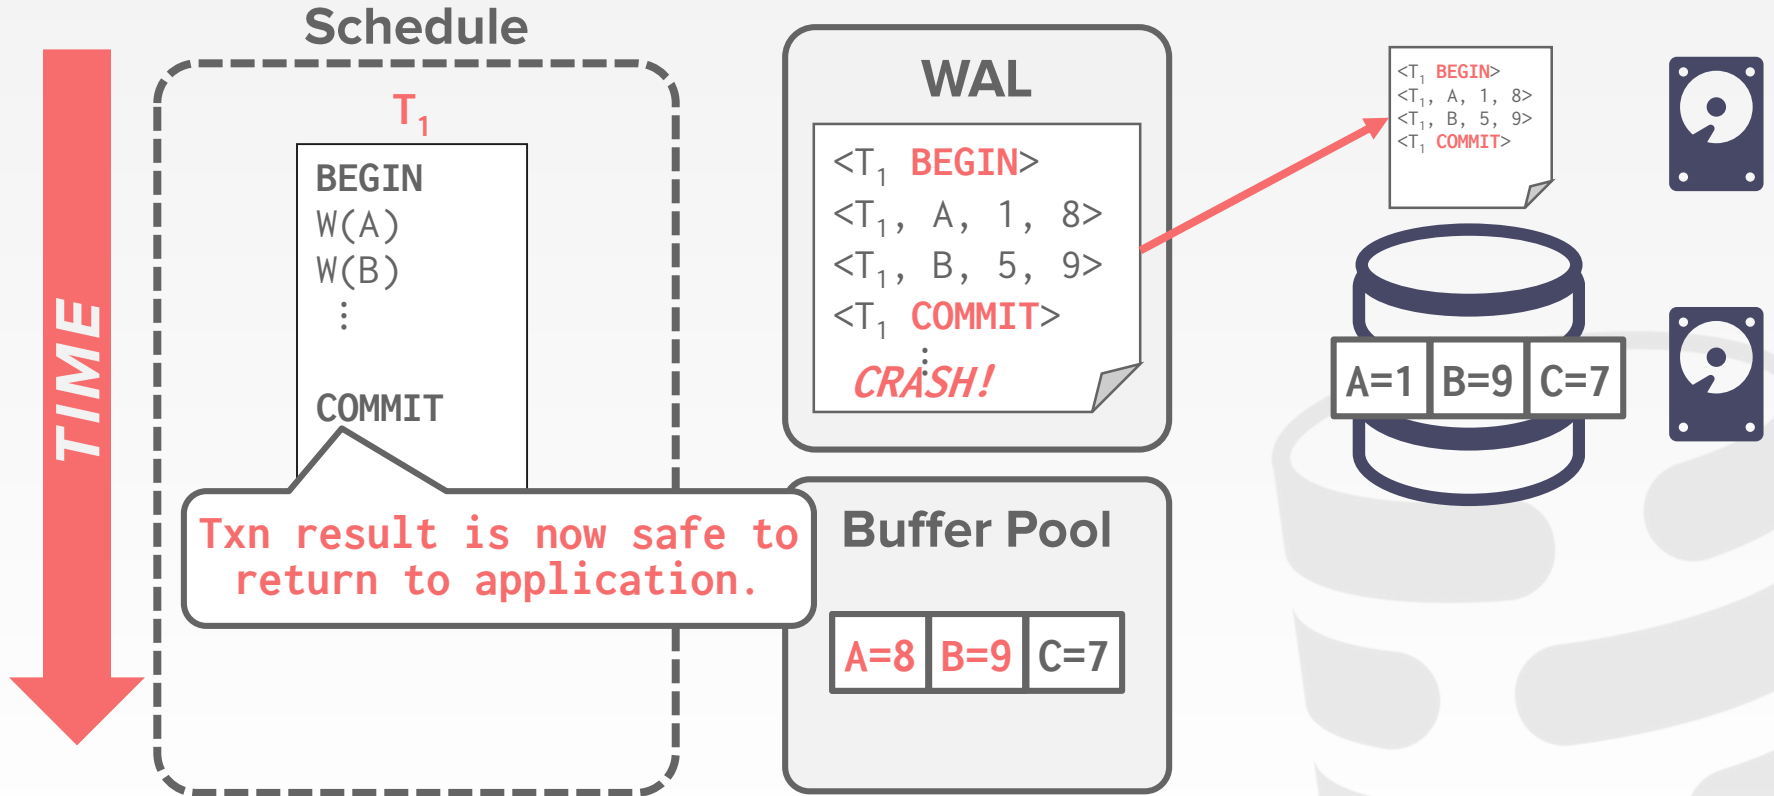 Schedule
TIME
T1
BEGIN
W(A)
W(B)
⋮
COMMIT
Txn result is now safe to
return to application.
WAL
<T1 BEGIN>
<T1, A, 1, 8>
<T1, B, 5, 9>
<T1 COMMIT>
⋮
CRASH!
Buffer Pool
A=8 B=9 C=7
<T1 BEGIN>
<T1, A, 1, 8>
<T1, B, 5, 9>
<T1 COMMIT>
A=1 B=9 C=7